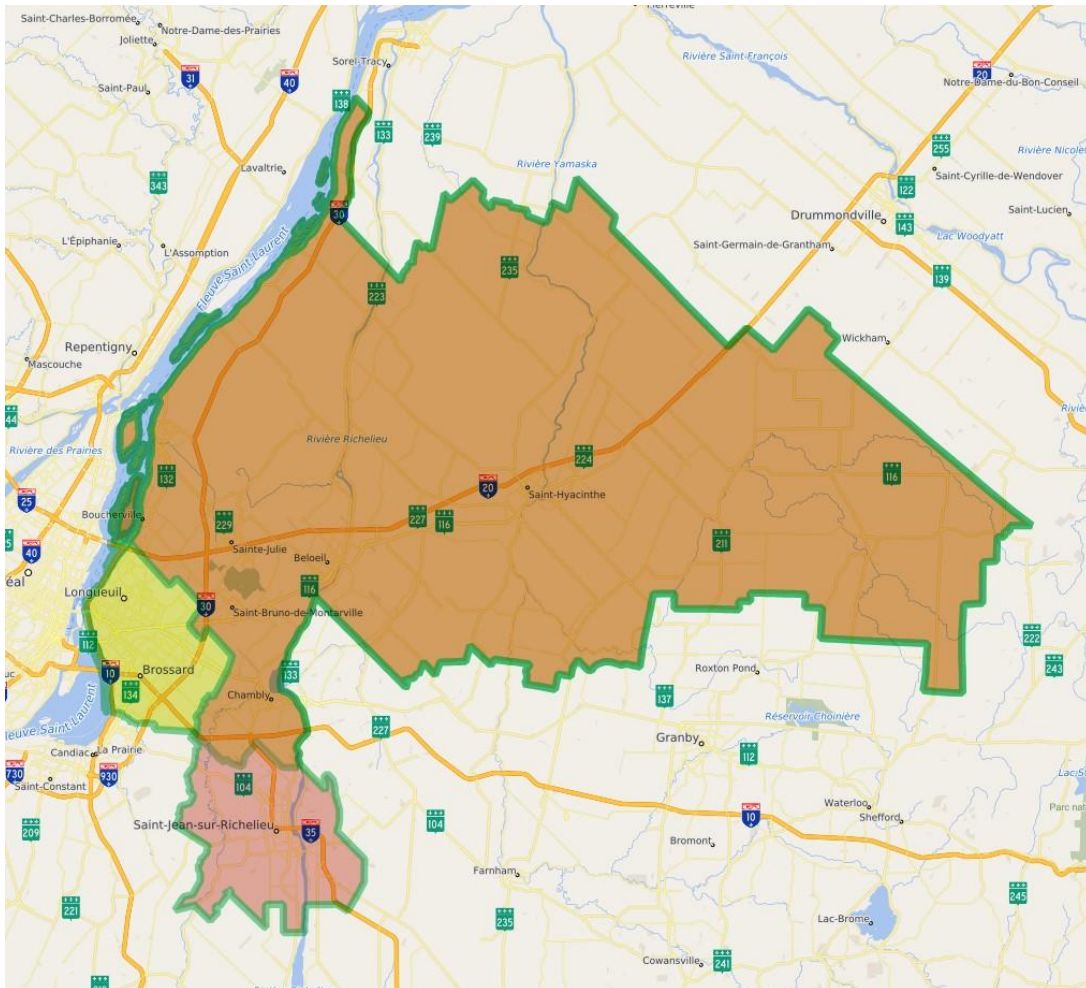 Saint-Charles-Borromée
Notre-Dame-des-Prairies
Joliette
Pierreville
Sorel-Tracy
Rivière Saint-François
31
40
20
Notre-Dame-du-Bon-Conseil
Saint-Paul
138
133
239
255
Rivière Nicolet
Lavaltrie
Rivière Yamaska
Saint-Cyrille-de-Wendover
343
122
30
Drummondville
143
Saint-Lucien
L'Épiphanie
L'Assomption
Saint-Germain-de-Grantham
Lac Woodyatt
Fleuve Saint-Laurent
235
139
223
Repentigny
Wickham
Mascouche
44
Rivière des Prairies
Rivière Richelieu
132
224
116
25
20
Saint-Hyacinthe
Boucherville
229
227
116
211
40
Sainte-Julie
Beloeil
éal
116
Longueuil
30
Saint-Bruno-de-Montarville
222
112
243
10
Brossard
133
Roxton Pond
134
Chambly
137
Fleuve Saint-Laurent
Réservoir Choinière
227
Granby
112
Candiac
La Prairie
730
930
Saint-Constant
104
Waterloo
Shefford
Parc nat
209
Saint-Jean-sur-Richelieu
35
104
10
Bromont
Farnham
245
221
235
Lac-Brome
Cowansville
241